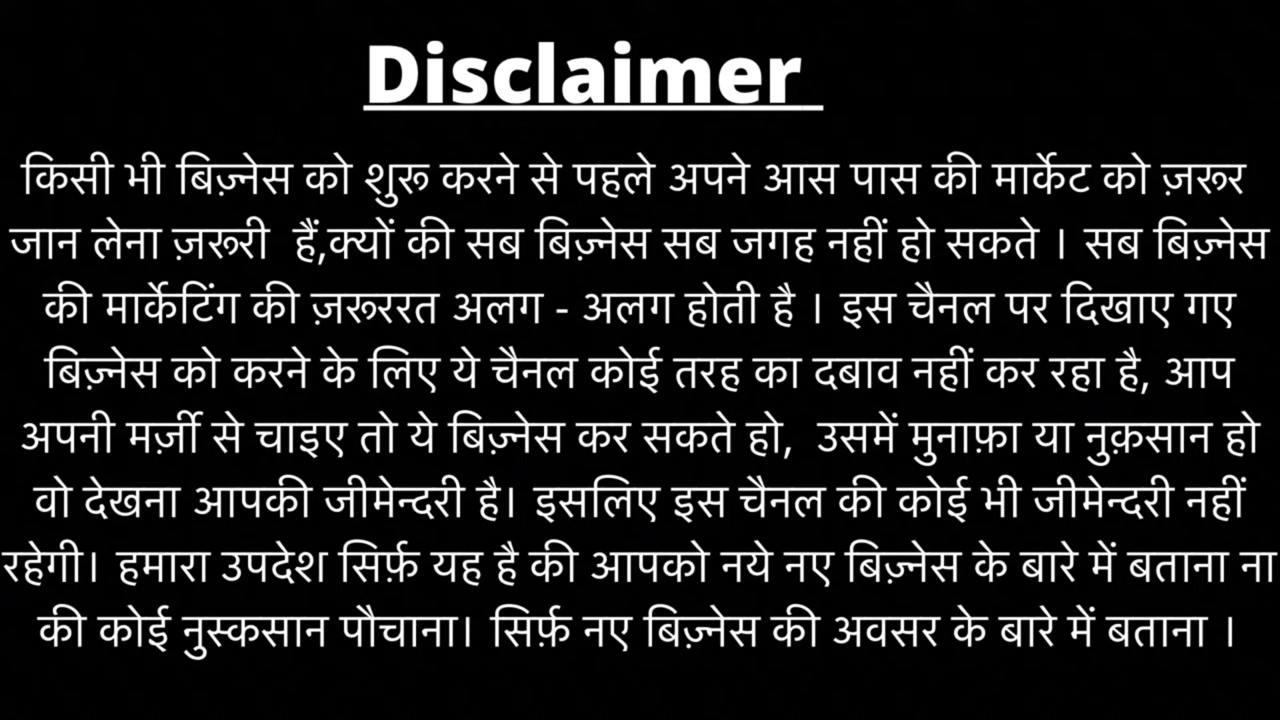 Disclaimer
किसी भी बिज़्नेस को शुरू करने से पहले अपने आस पास की मार्केट को ज़रूर
जान लेना ज़रूरी हैं,क्यों की सब बिज़्नेस सब जगह नहीं हो सकते । सब बिज़्नेस
की मार्केटिंग की ज़रूररत अलग - अलग होती है । इस चैनल पर दिखाए गए
बिज़्नेस को करने के लिए ये चैनल कोई तरह का दबाव नहीं कर रहा है, आप
अपनी मर्ज़ी से चाइए तो ये बिज़्नेस कर सकते हो, उसमें मुनाफ़ा या नुक़सान हो
वो देखना आपकी जीमेन्दरी है। इसलिए इस चैनल की कोई भी जीमेन्दरी नहीं
रहेगी। हमारा उपदेश सिर्फ़ यह है की आपको नये नए बिज़्नेस के बारे में बताना ना
की कोई नुस्कसान पौचाना। सिर्फ़ नए बिज़्नेस की अवसर के बारे में बताना ।